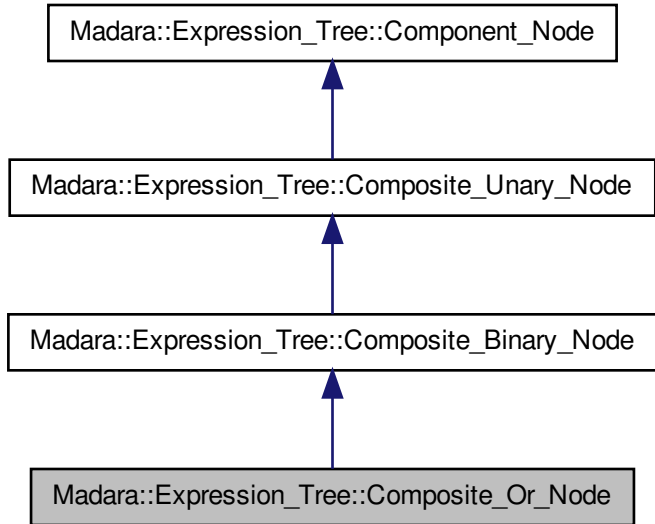 Madara::Expression_Tree::Component_Node
Madara::Expression_Tree::Composite_Unary_Node
Madara::Expression_Tree::Composite_Binary_Node
Madara::Expression_Tree::Composite_Or_Node